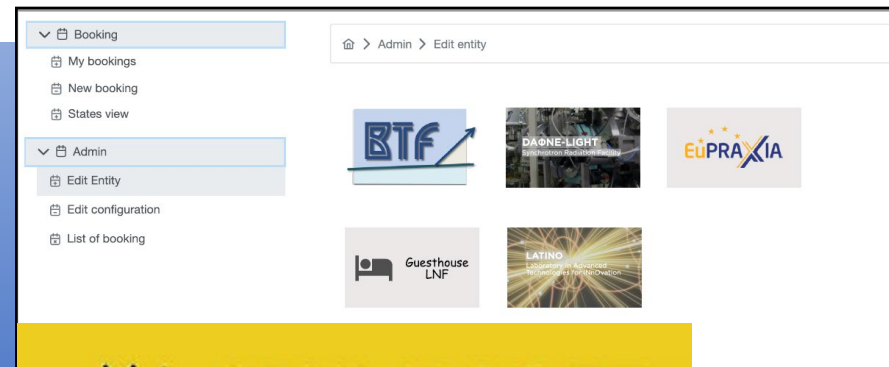 Booking
My bookings
New booking
States view
Admin
Edit Entity
Edit configuration
List of booking
Admin > Edit entity
BTF
DAΦNE-LIGHT
Synchrotron Radiation Facility
EuPRAXIA
Guesthouse
LNF
LATINO
Laboratory in Advanced
Technologies for INnOvation